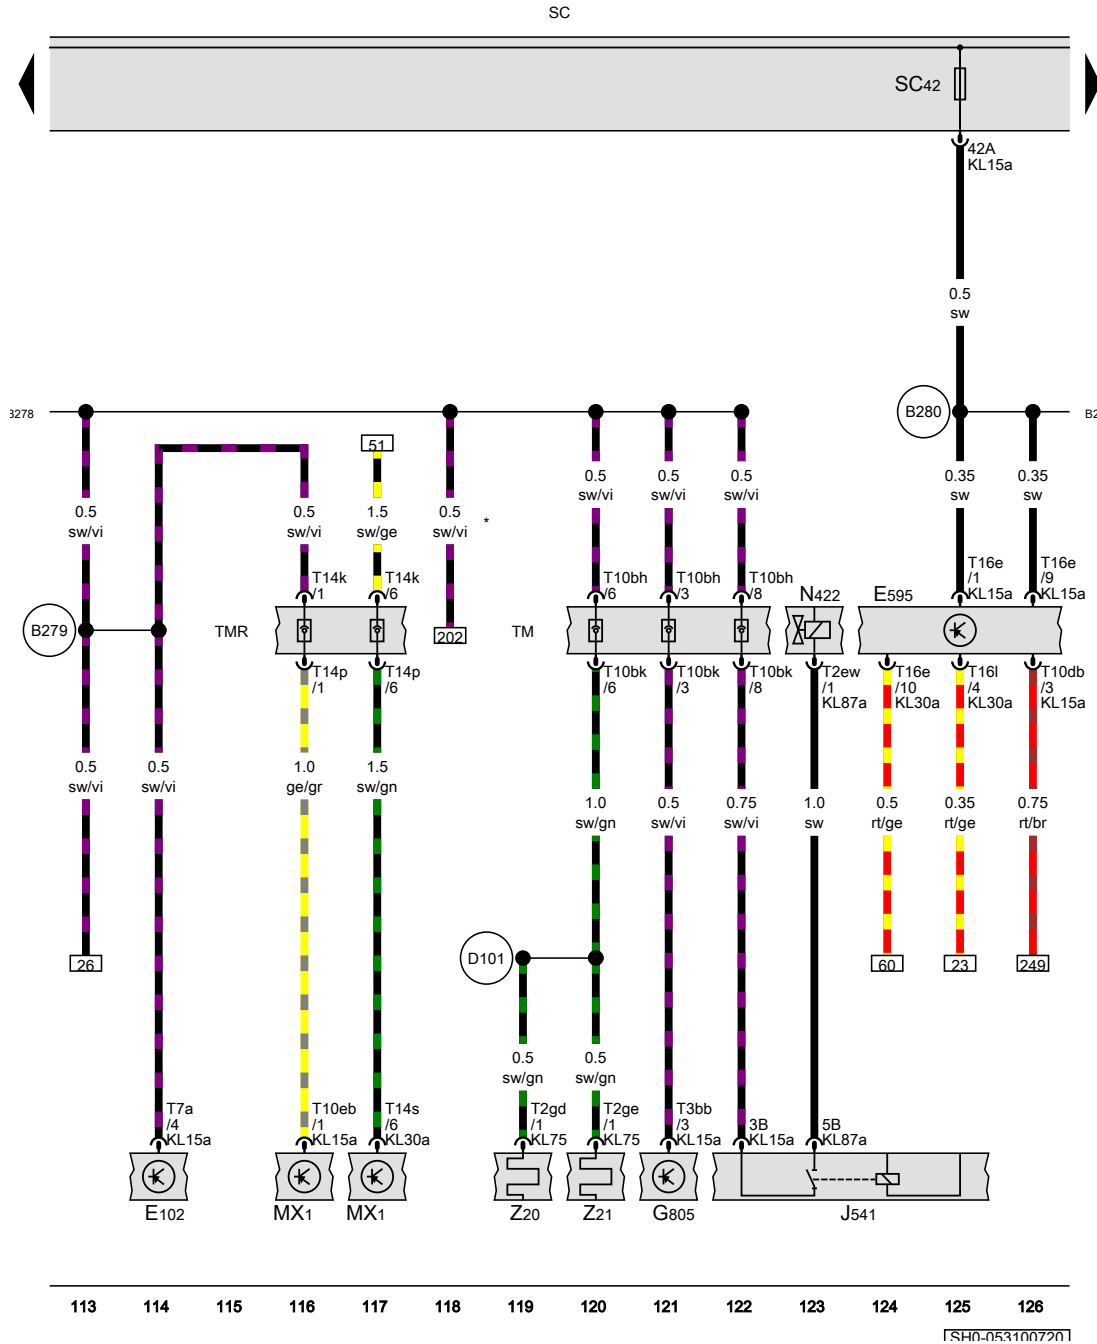 SC
SC42
42A
KL15a
0.5
sw
B278
B280
51
0.5
sw/vi
0.5
sw/vi
1.5
sw/ge
0.5
sw/vi
*
0.5
sw/vi
0.5
sw/vi
0.5
sw/vi
0.35
sw
0.35
sw
T14k
/1
T14k
/6
T10bh
/6
T10bh
/3
T10bh
/8
N422
E595
T16e
/1
KL15a
T16e
/9
KL15a
B279
TMR
202
TM
T14p
/1
T14p
/6
T10bk
/6
T10bk
/3
T10bk
/8
T2ew
/1
KL87a
T16e
/10
KL30a
T16l
/4
KL30a
T10db
/3
KL15a
0.5
sw/vi
0.5
sw/vi
1.0
ge/gr
1.5
sw/gn
1.0
sw/gn
0.5
sw/vi
0.75
sw/vi
1.0
sw
0.5
rt/ge
0.35
rt/ge
0.75
rt/br
26
D101
60
23
249
0.5
sw/gn
0.5
sw/gn
T7a
/4
KL15a
T10eb
/1
KL15a
T14s
/6
KL30a
T2gd
/1
KL75
T2ge
/1
KL75
T3bb
/3
KL15a
3B
KL15a
5B
KL87a
E102
MX1
MX1
Z20
Z21
G805
J541
113 114 115 116 117 118 119 120 121 122 123 124 125 126
SH0-053100720